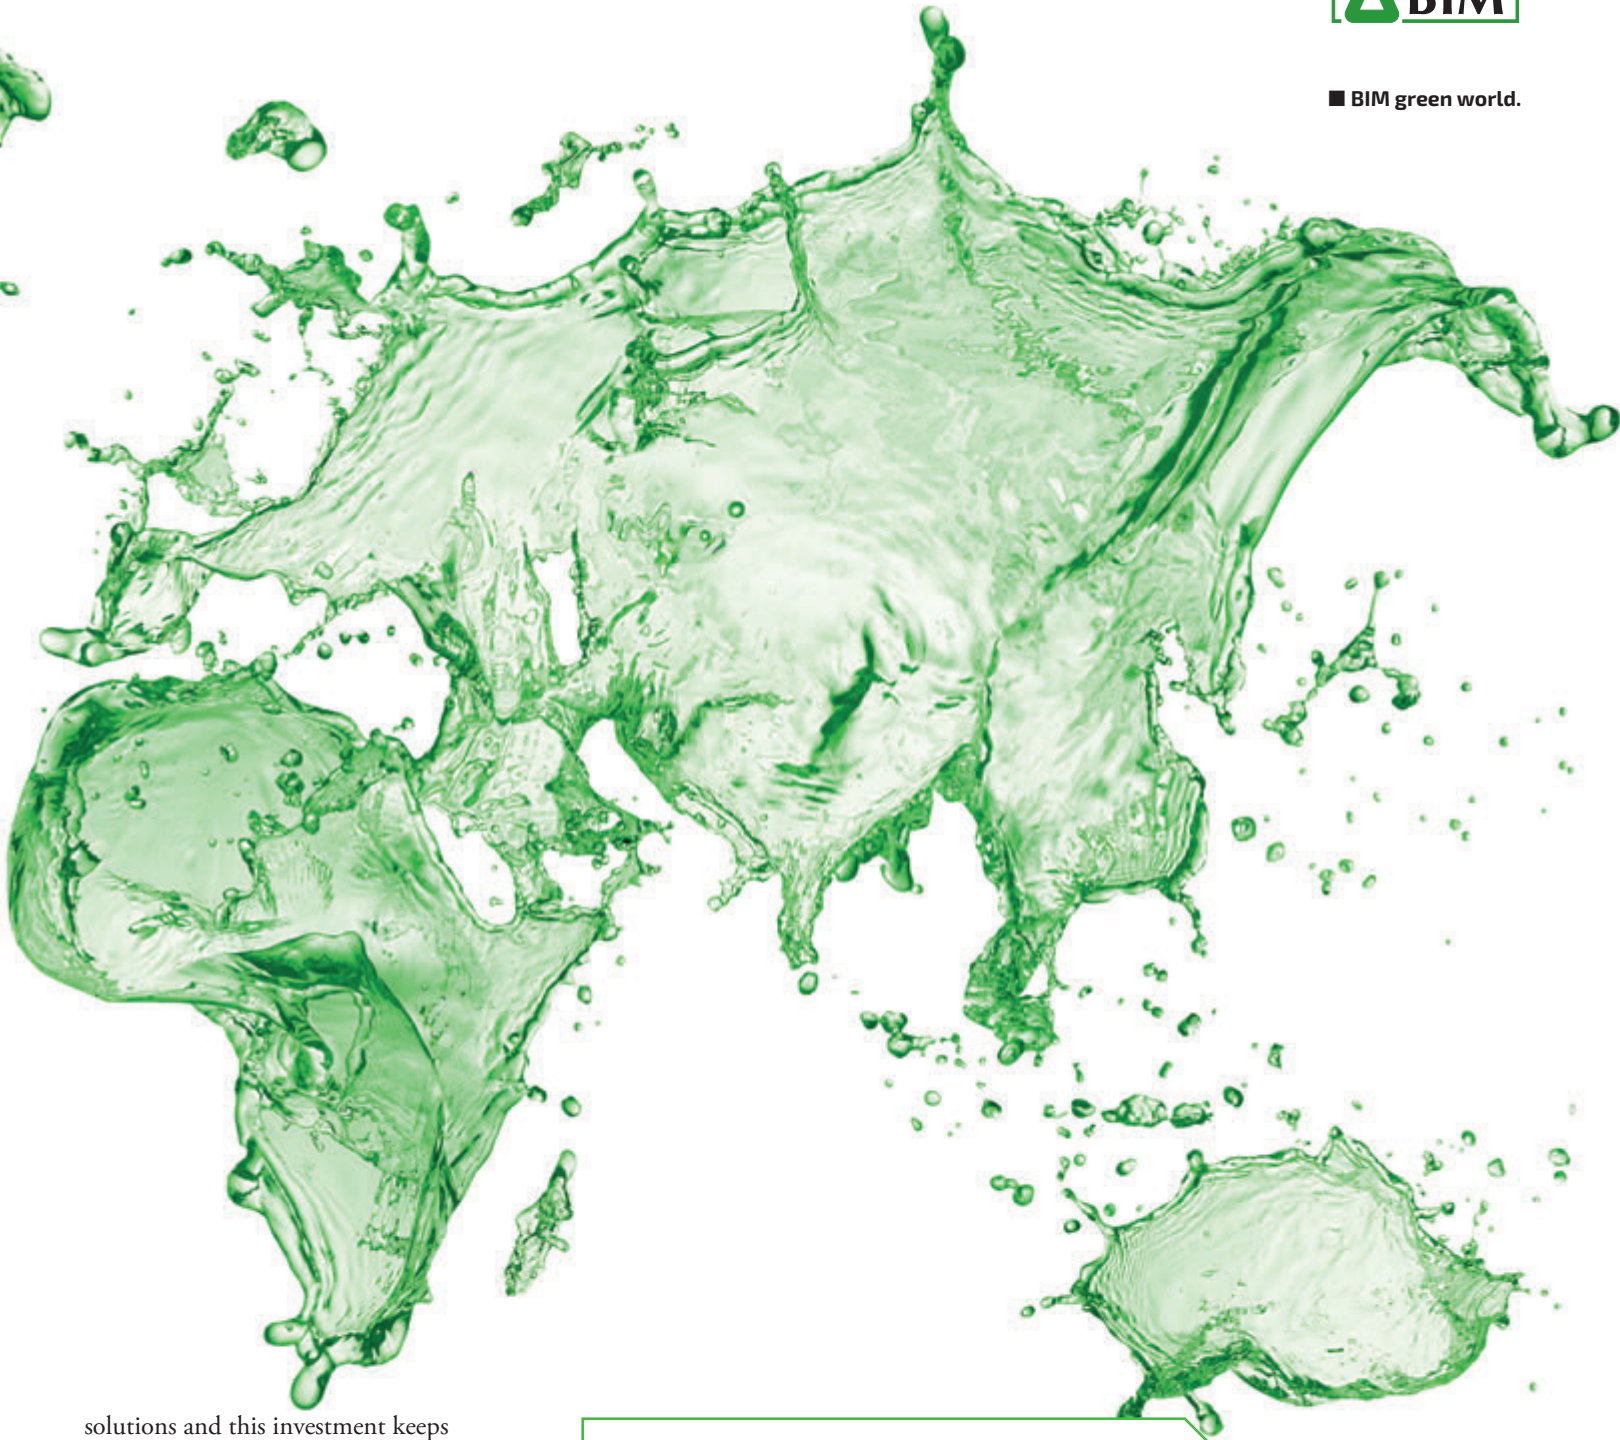 BIM
■ BIM green world.
solutions and this investment keeps